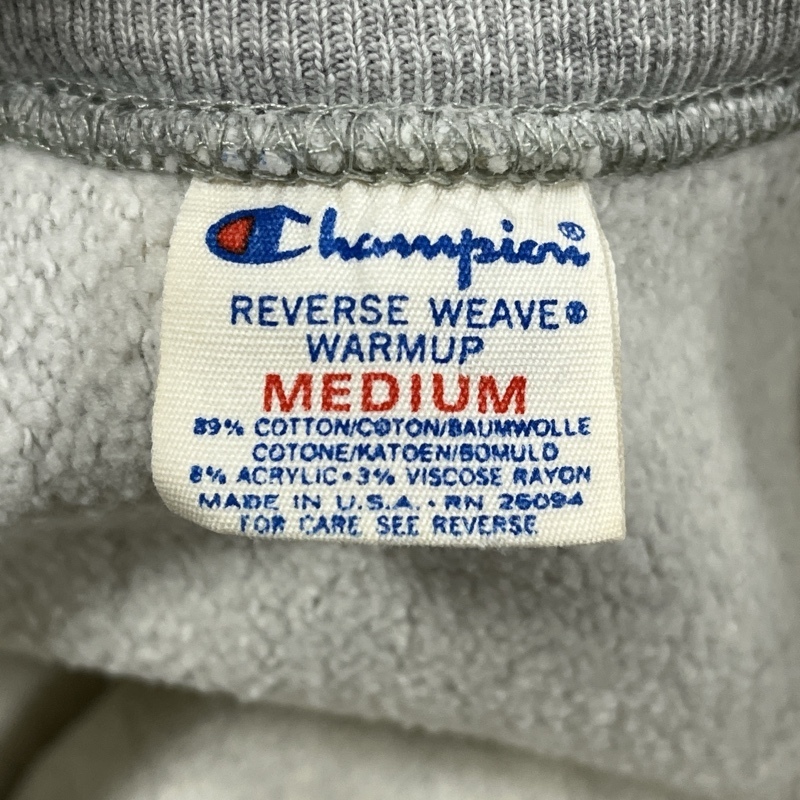 Champion®
REVERSE WEAVE®
WARMUP
MEDIUM
89% COTTON/COTON/BAUMWOLLE
COTONE/KATOEN/BOMULD
8% ACRYLIC • 3% VISCOSE RAYON
MADE IN U.S.A. • RN 26094
FOR CARE SEE REVERSE